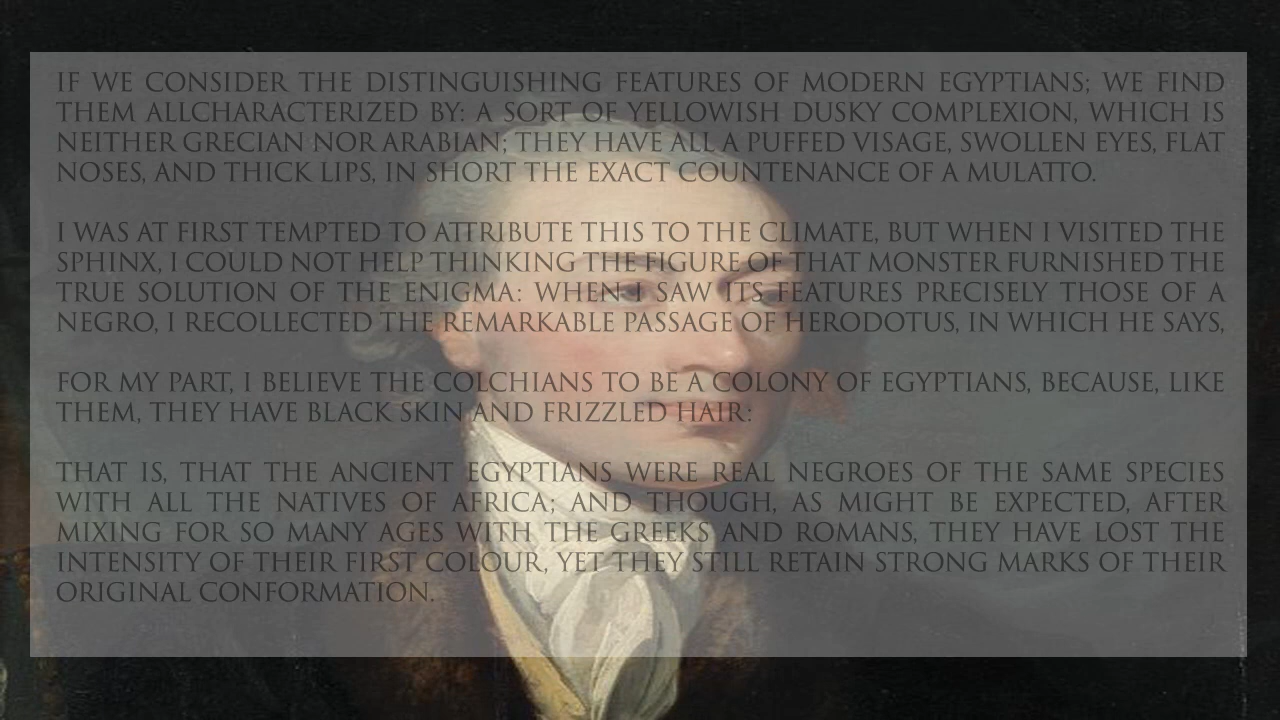 IF WE CONSIDER THE DISTINGUISHING FEATURES OF MODERN EGYPTIANS; WE FIND
THEM ALLCHARACTERIZED BY: A SORT OF YELLOWISH DUSKY COMPLEXION, WHICH IS
NEITHER GRECIAN NOR ARABIAN; THEY HAVE ALL A PUFFED VISAGE, SWOLLEN EYES, FLAT
NOSES, AND THICK LIPS, IN SHORT THE EXACT COUNTENANCE OF A MULATTO.
I WAS AT FIRST TEMPTED TO ATTRIBUTE THIS TO THE CLIMATE, BUT WHEN I VISITED THE
SPHINX, I COULD NOT HELP THINKING THE FIGURE OF THAT MONSTER FURNISHED THE
TRUE SOLUTION OF THE ENIGMA: WHEN I SAW ITS FEATURES PRECISELY THOSE OF A
NEGRO, I RECOLLECTED THE REMARKABLE PASSAGE OF HERODOTUS, IN WHICH HE SAYS,
FOR MY PART, I BELIEVE THE COLCHIANS TO BE A COLONY OF EGYPTIANS, BECAUSE, LIKE
THEM, THEY HAVE BLACK SKIN AND FRIZZLED HAIR:
THAT IS, THAT THE ANCIENT EGYPTIANS WERE REAL NEGROES OF THE SAME SPECIES
WITH ALL THE NATIVES OF AFRICA; AND THOUGH, AS MIGHT BE EXPECTED, AFTER
MIXING FOR SO MANY AGES WITH THE GREEKS AND ROMANS, THEY HAVE LOST THE
INTENSITY OF THEIR FIRST COLOUR, YET THEY STILL RETAIN STRONG MARKS OF THEIR
ORIGINAL CONFORMATION.